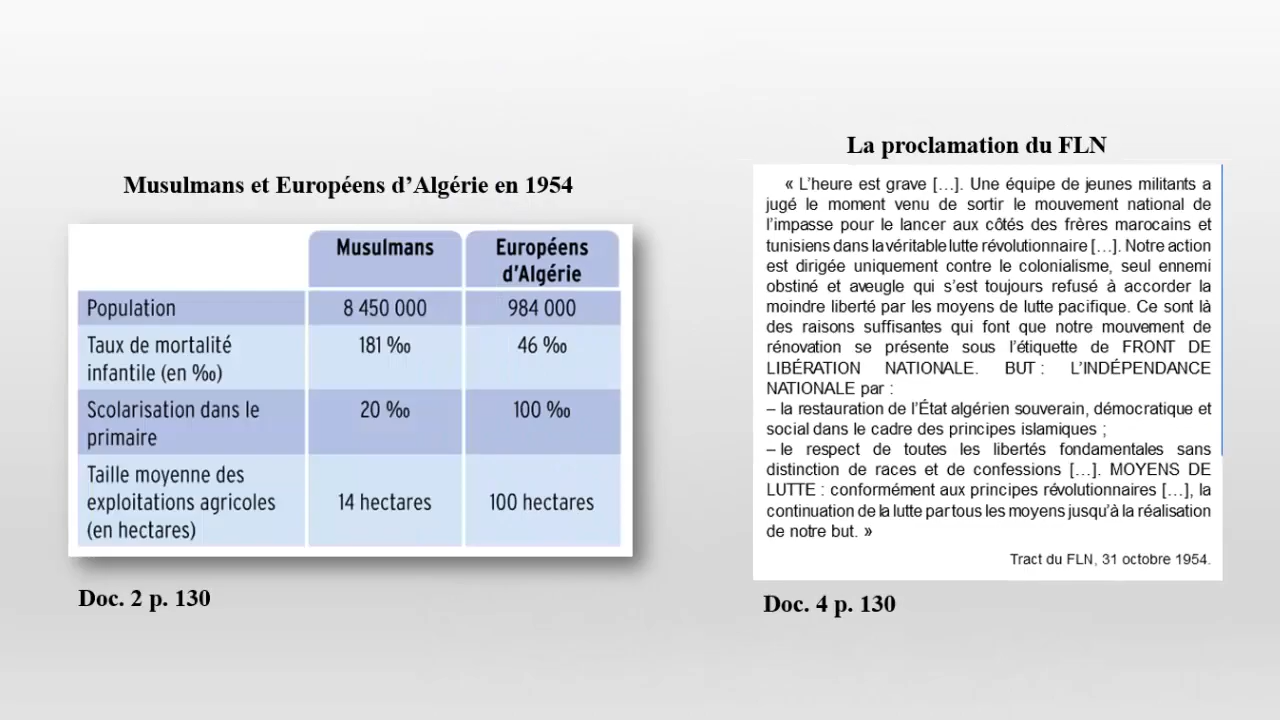 Musulmans et Européens d’Algérie en 1954
Musulmans
Européens
d’Algérie
Population
8 450 000
984 000
Taux de mortalité
infantile (en ‰)
181 ‰
46 ‰
Scolarisation dans le
primaire
20 ‰
100 ‰
Taille moyenne des
exploitations agricoles
(en hectares)
14 hectares
100 hectares
Doc. 2 p. 130
La proclamation du FLN
« L’heure est grave […]. Une équipe de jeunes militants a
jugé le moment venu de sortir le mouvement national de
l’impasse pour le lancer aux côtés des frères marocains et
tunisiens dans la véritable lutte révolutionnaire […]. Notre action
est dirigée uniquement contre le colonialisme, seul ennemi
obstiné et aveugle qui s’est toujours refusé à accorder la
moindre liberté par les moyens de lutte pacifique. Ce sont là
des raisons suffisantes qui font que notre mouvement de
rénovation se présente sous l’étiquette de FRONT DE
LIBÉRATION NATIONALE. BUT : L’INDÉPENDANCE
NATIONALE par :
– la restauration de l’État algérien souverain, démocratique et
social dans le cadre des principes islamiques ;
– le respect de toutes les libertés fondamentales sans
distinction de races et de confessions […]. MOYENS DE
LUTTE : conformément aux principes révolutionnaires […], la
continuation de la lutte par tous les moyens jusqu’à la réalisation
de notre but. »
Tract du FLN, 31 octobre 1954.
Doc. 4 p. 130